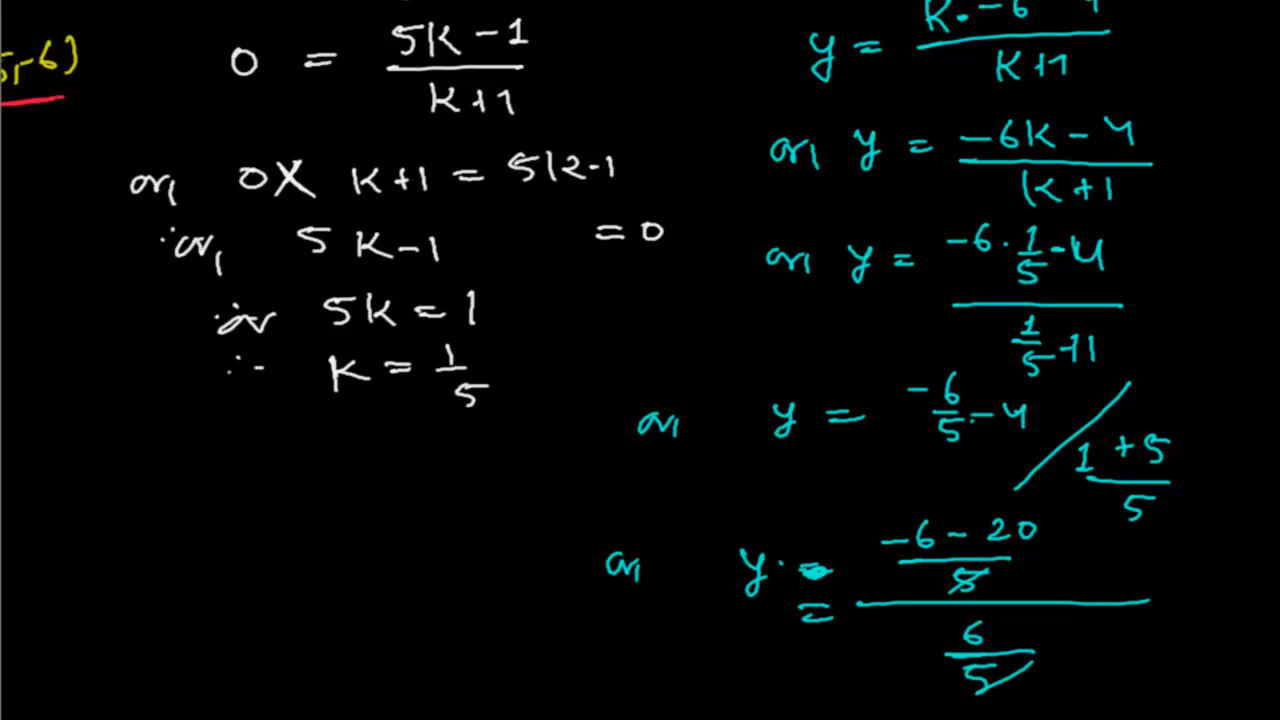 5,-6)
0 = 5K-1 / K+1
or, 0X K+1 = 5K-1
or, 5K-1 = 0
or 5K = 1
∴ K = 1/5
y = K·-6-4 / K+1
or, y = -6K-4 / K+1
or, y = -6·1/5-4 / 1/5+1
or, y = -6/5-4 / 1+5/5
or, y = -6-20/5 / 6/5